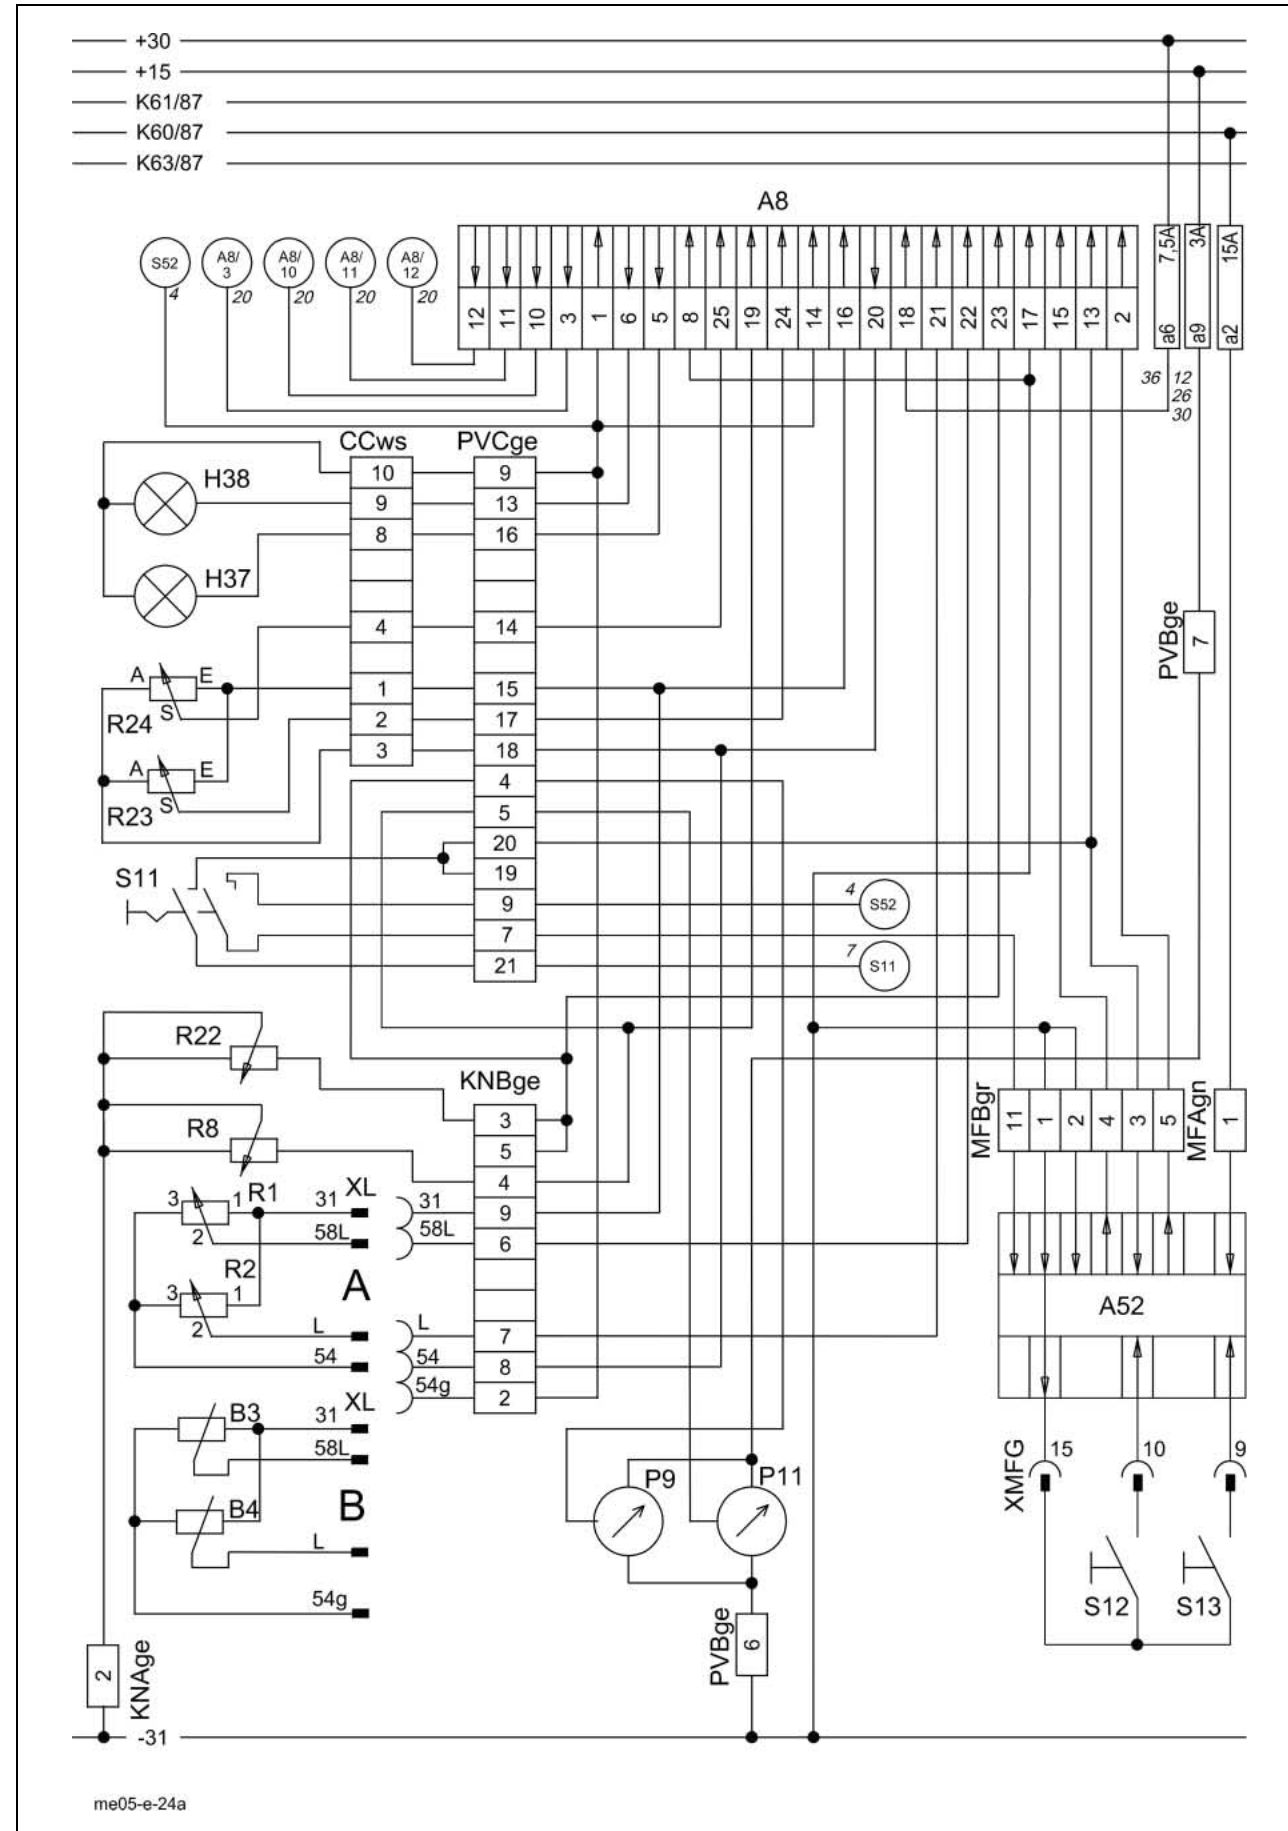 +30
+15
K61/87
K60/87
K63/87
A8
S52 A8/ 3 A8/ 10 A8/ 11 A8/ 12
4 20 20 20 20
12 11 10 3 1 6 5 8 25 19 24 14 16 20 18 21 22 23 17 15 13 2
7,5A 3A 15A
a6 a9 a2
36 12
26
30
CCws PVCge
H38 10 9
9 13
8 16
H37
4 14
PVBge 7
A E 1 15
R24 S 2 17
3 18
A E 4
R23 S 5
20
S11 19
9 4 S52
7
21 7 S11
R22
KNBge
3
R8 5
4
MFBgr 11 1 2 4 3 5 MFAgn 1
3 1 R1 31 XL 31 9
2 58L 58L 6
R2
3 1 A
2 L L 7
54 54 8
54g 2
A52
B3 31 XL
58L
B4 B
L
54g
P9 P11
XMFG 15 10 9
S12 S13
PVBge 6
2 KNAge
-31
me05-e-24a